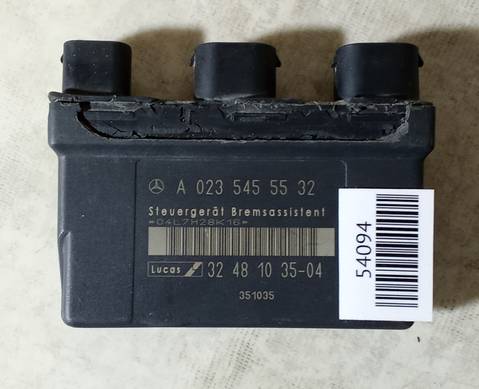 A 023 545 55 32
Steuergerät Bremsassistent
*04L7H28K16*
Lucas 32 48 10 35-04
351035
54094